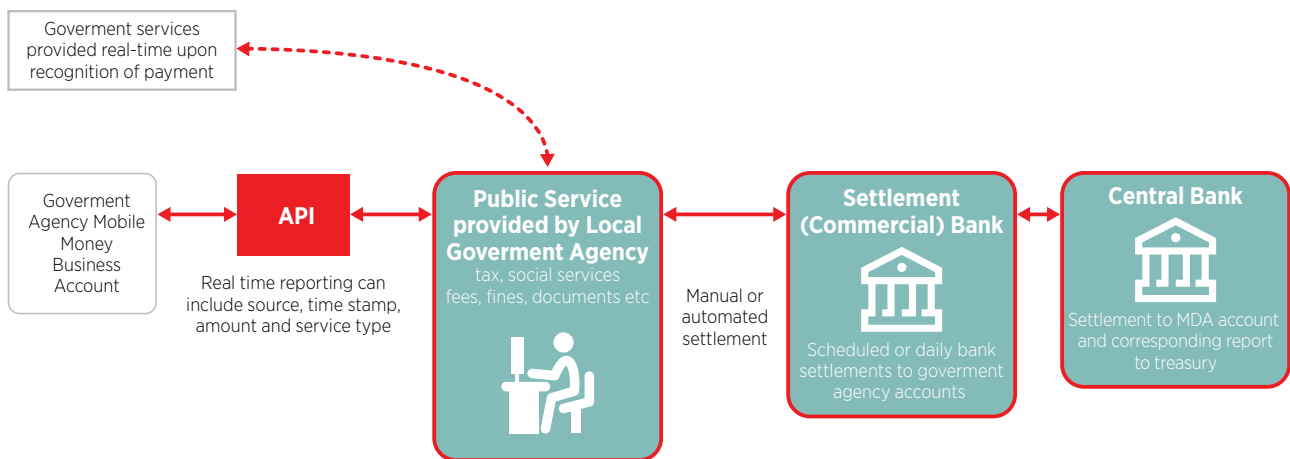 Goverment services
provided real-time upon
recognition of payment
Goverment
Agency Mobile
Money
Business
Account
API
Real time reporting can
include source, time stamp,
amount and service type
Public Service
provided by Local
Goverment Agency
tax, social services
fees, fines, documents etc
Manual or
automated
settlement
Settlement
(Commercial) Bank
Scheduled or daily bank
settlements to goverment
agency accounts
Central Bank
Settlement to MDA account
and corresponding report
to treasury